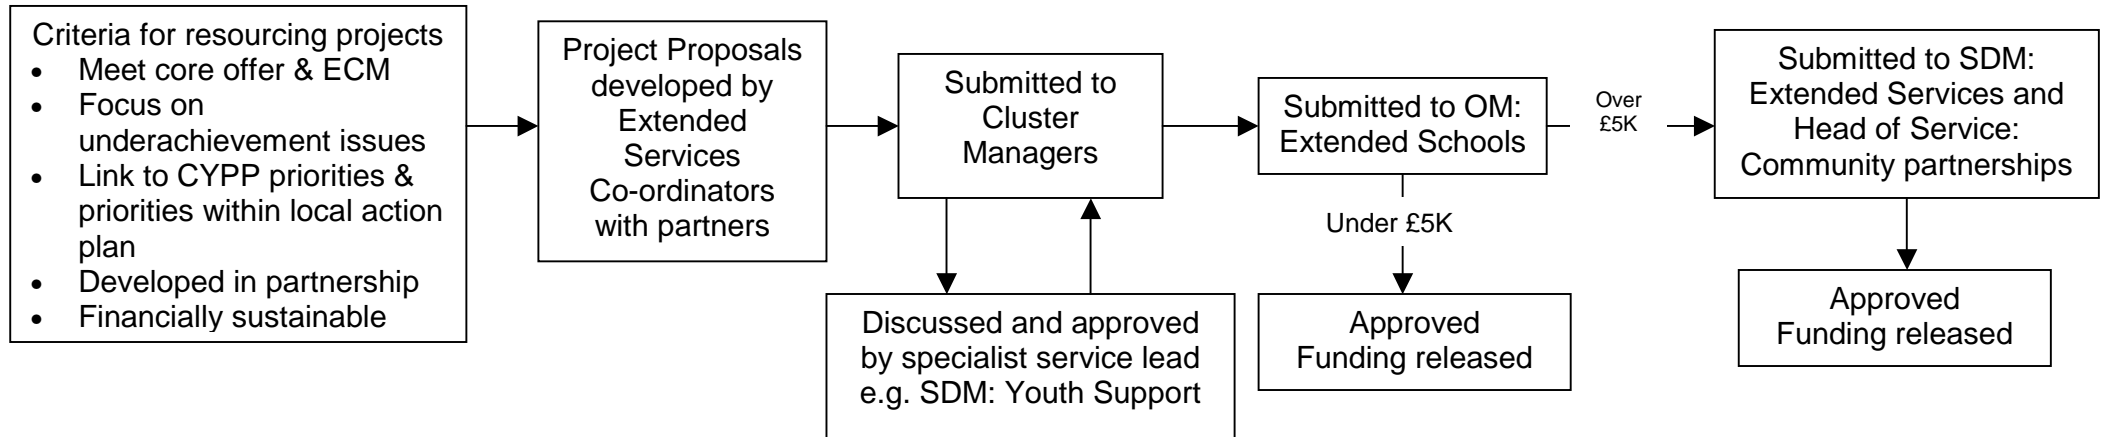 Criteria for resourcing projects
• Meet core offer & ECM
• Focus on
underachievement issues
• Link to CYPP priorities &
priorities within local action
plan
• Developed in partnership
• Financially sustainable
Project Proposals
developed by
Extended
Services
Co-ordinators
with partners
Submitted to
Cluster
Managers
Discussed and approved
by specialist service lead
e.g. SDM: Youth Support
Submitted to OM:
Extended Schools
Under £5K
Approved
Funding released
Over
£5K
Submitted to SDM:
Extended Services and
Head of Service:
Community partnerships
Approved
Funding released